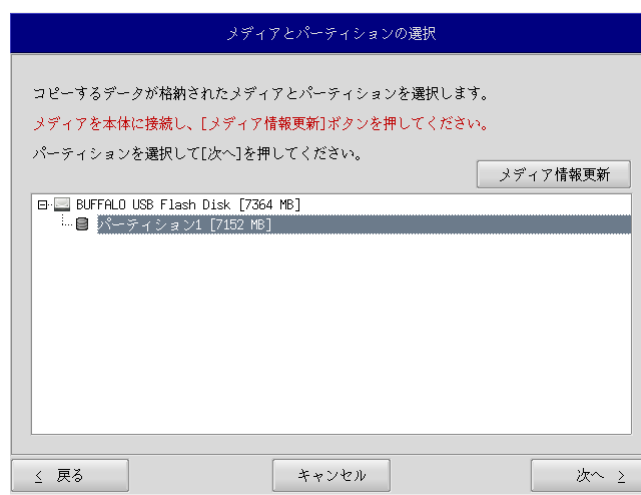 メディアとパーティションの選択
コピーするデータが格納されたメディアとパーティションを選択します。
メディアを本体に接続し、[メディア情報更新]ボタンを押してください。
パーティションを選択して[次へ]を押してください。
メディア情報更新
BUFFALO USB Flash Disk [7364 MB]
パーティション1 [7152 MB]
< 戻る
キャンセル
次へ >